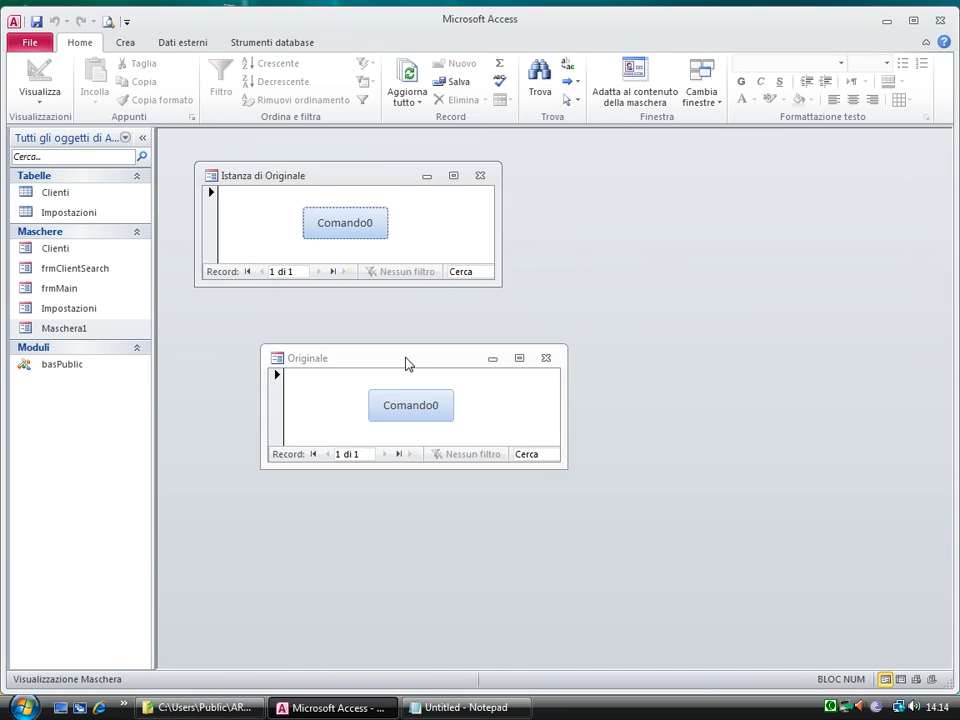 Microsoft Access
File Home Crea Dati esterni Strumenti database
Visualizza
Visualizzazioni
Incolla
Taglia
Copia
Copia formato
Appunti
Filtro
Crescente
Decrescente
Rimuovi ordinamento
Ordina e filtra
Aggiorna
tutto
Nuovo
Salva
Elimina
Record
Trova
Trova
Adatta al contenuto
della maschera
Cambia
finestre
Finestra
G C S
A
Formattazione testo
Tutti gli oggetti di A...
Cerca...
Tabelle
Clienti
Impostazioni
Maschere
Clienti
frmClientSearch
frmMain
Impostazioni
Maschera1
Moduli
basPublic
Istanza di Originale
Comando0
Record: 1 di 1 Nessun filtro Cerca
Originale
Comando0
Record: 1 di 1 Nessun filtro Cerca
Visualizzazione Maschera BLOC NUM
C:\Users\Public\AR... Microsoft Access - ... Untitled - Notepad 14.14